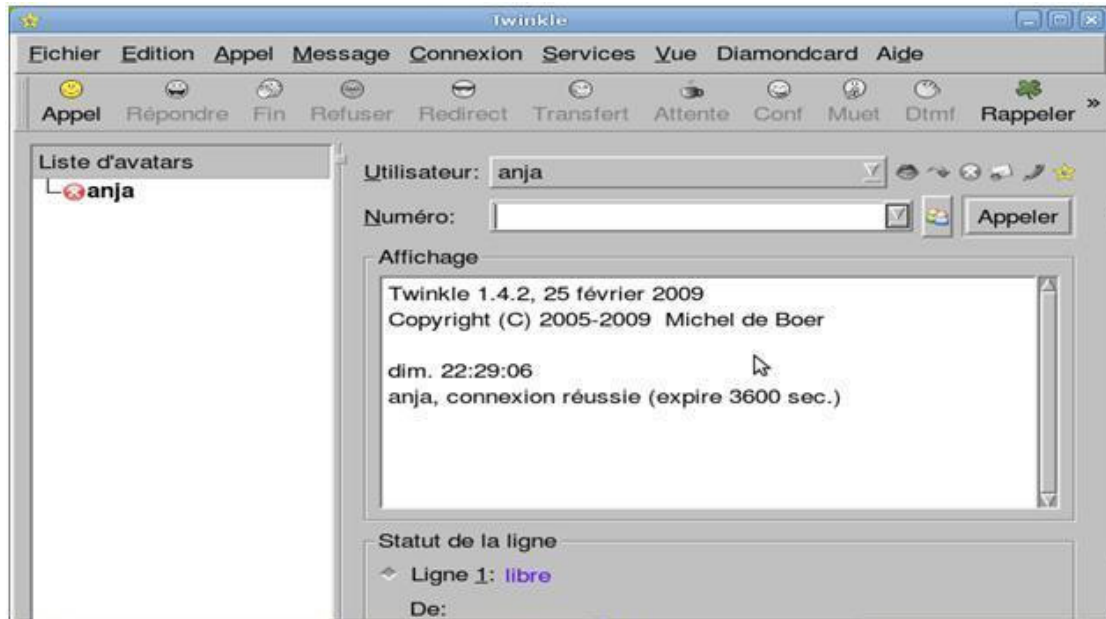 Twinkle
Fichier Edition Appel Message Connexion Services Vue Diamondcard Aide
Appel Répondre Fin Refuser Redirect Transfert Attente Conf Muet Dtmf Rappeler »
Liste d'avatars
anja
Utilisateur: anja
Numéro: Appeler
Affichage
Twinkle 1.4.2, 25 février 2009
Copyright (C) 2005-2009 Michel de Boer
dim. 22:29:06
anja, connexion réussie (expire 3600 sec.)
Statut de la ligne
Ligne 1: libre
De: